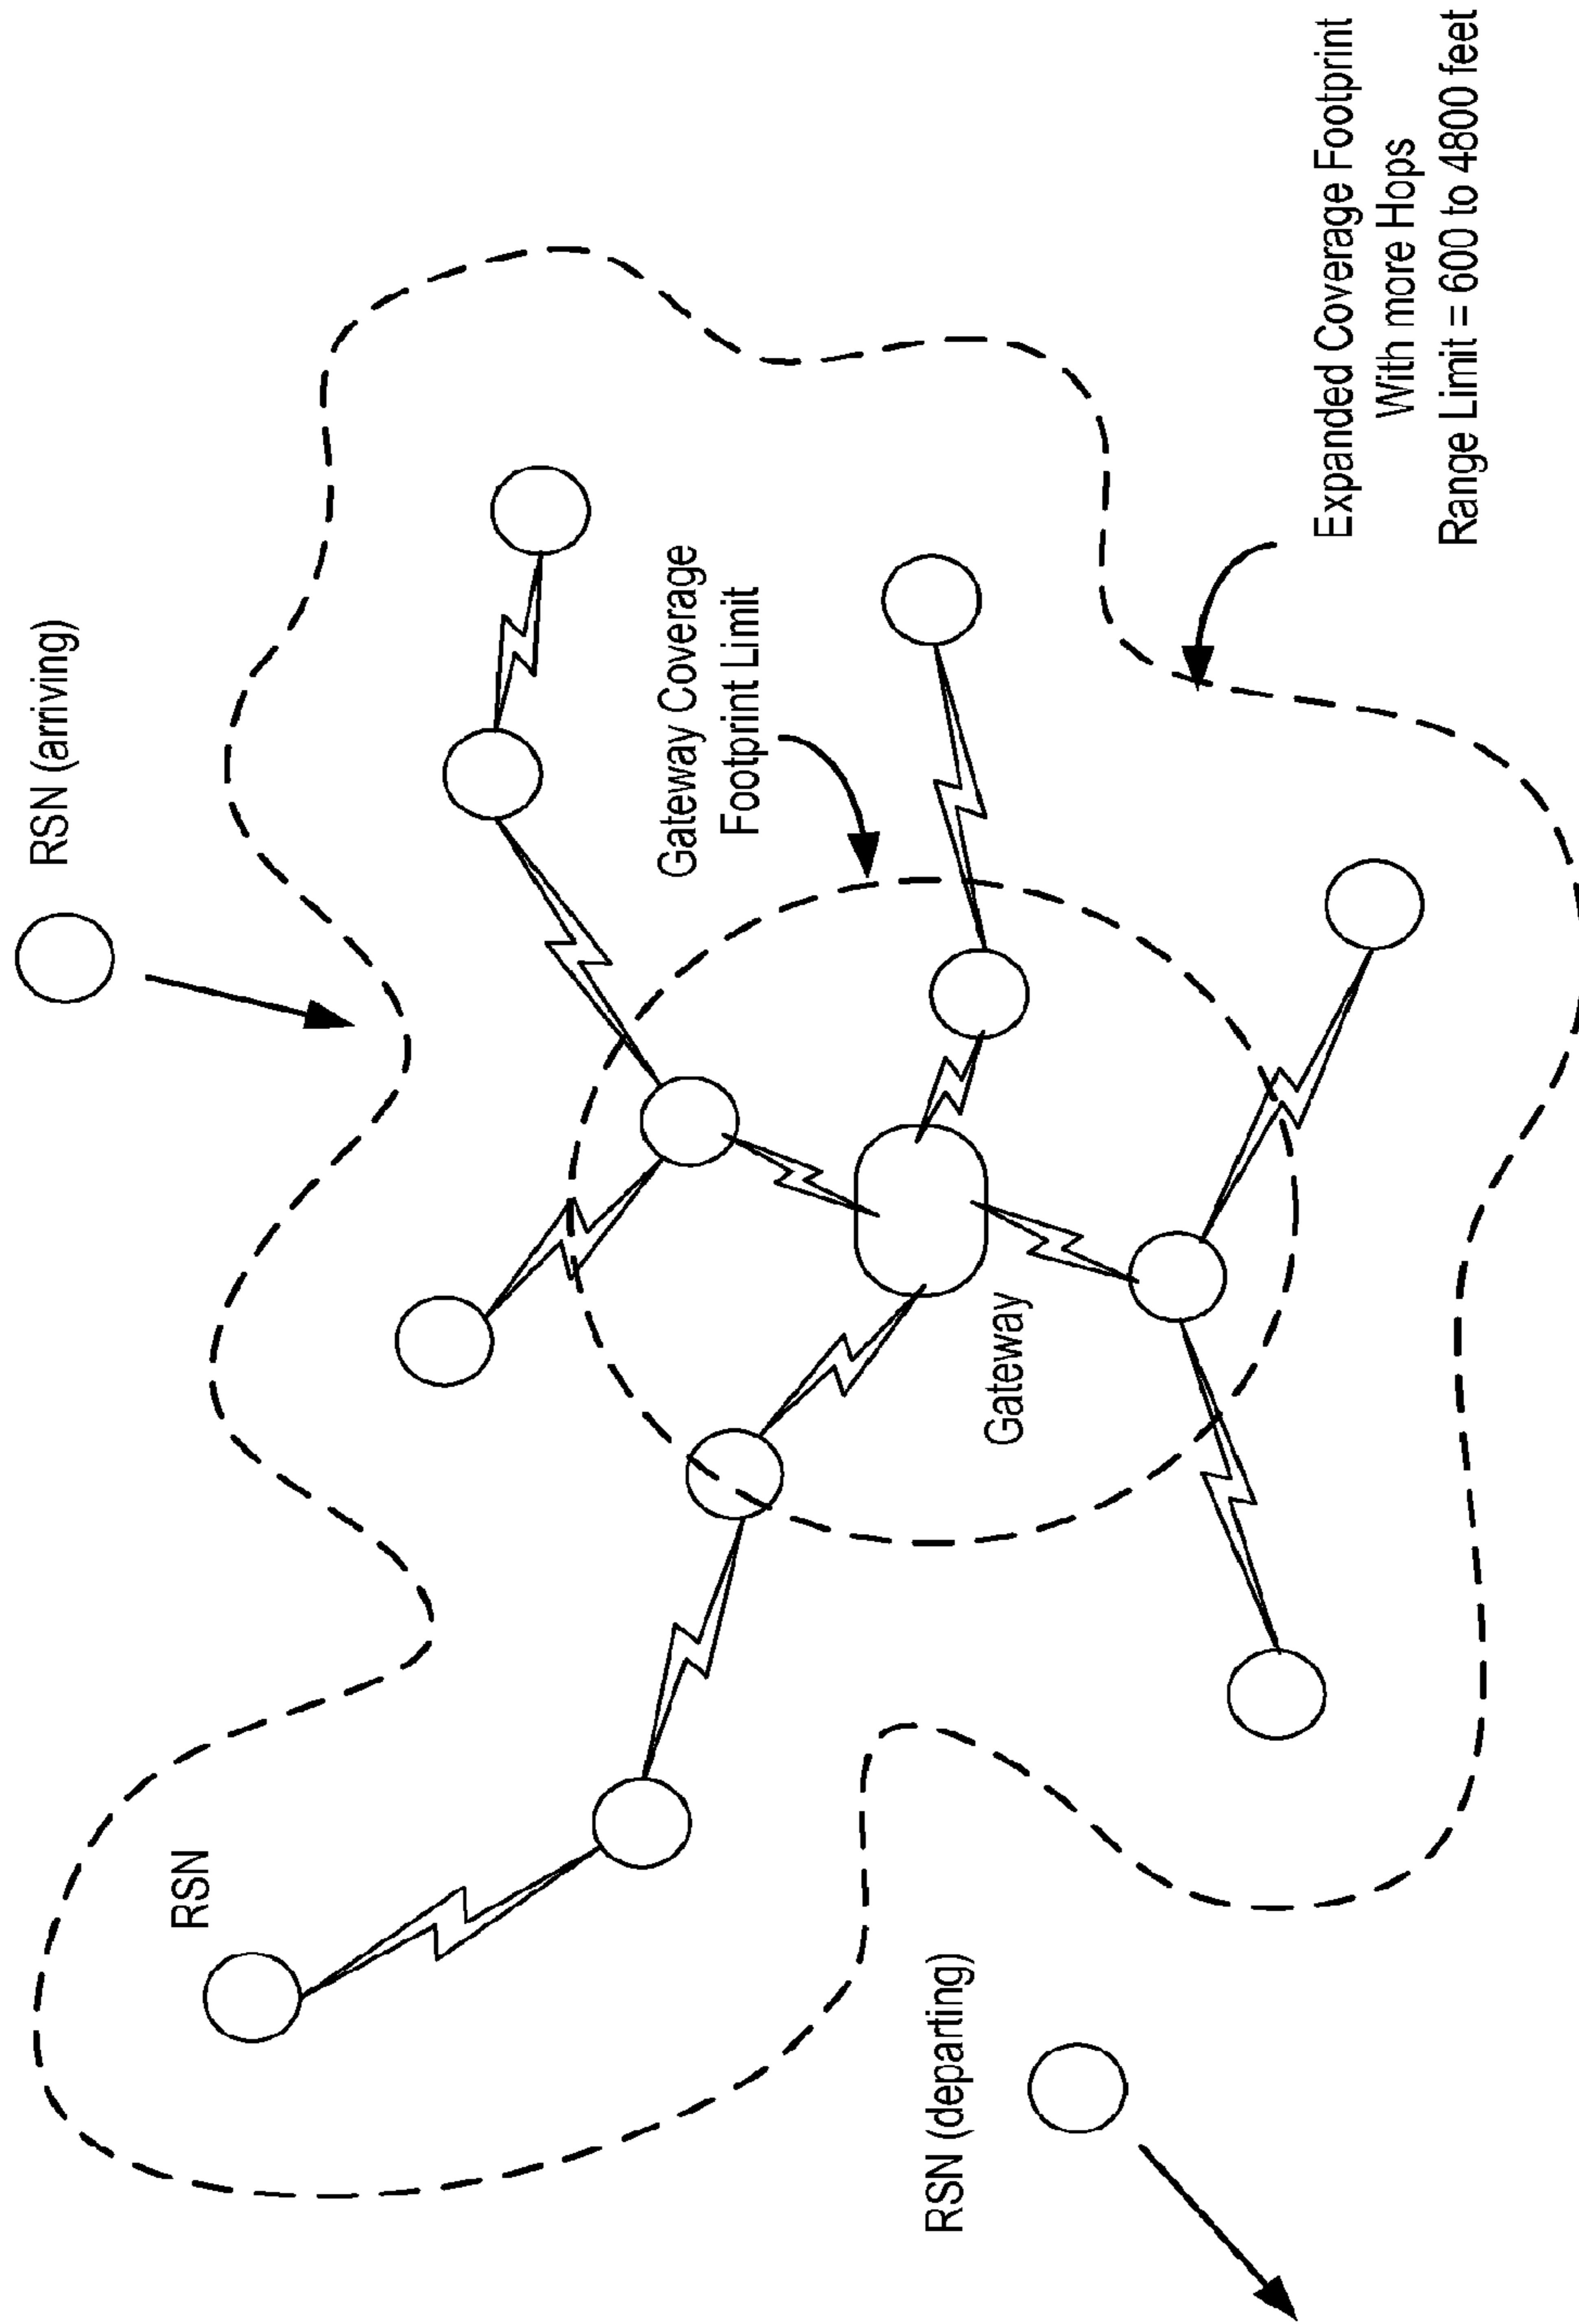 RSN (arriving)
RSN
Gateway Coverage
Footprint Limit
RSN (departing)
Gateway
Expanded Coverage Footprint
With more Hops
Range Limit = 600 to 4800 feet